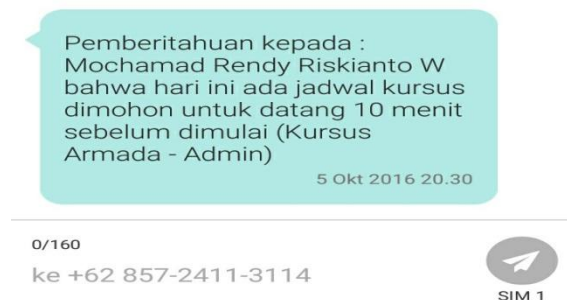 Pemberitahuan kepada :
Mochamad Rendy Riskianto W
bahwa hari ini ada jadwal kursus
dimohon untuk datang 10 menit
sebelum dimulai (Kursus
Armada - Admin)
5 Okt 2016 20.30
0/160
ke +62 857-2411-3114
SIM 1